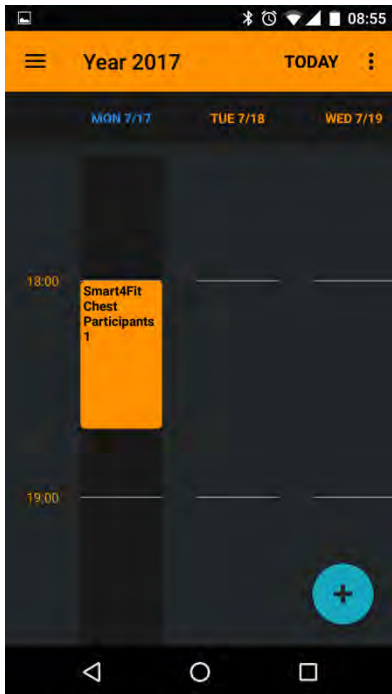 08:55
Year 2017 TODAY
MON 7/17 TUE 7/18 WED 7/19
18:00
Smart4Fit
Chest
Participants
1
19:00